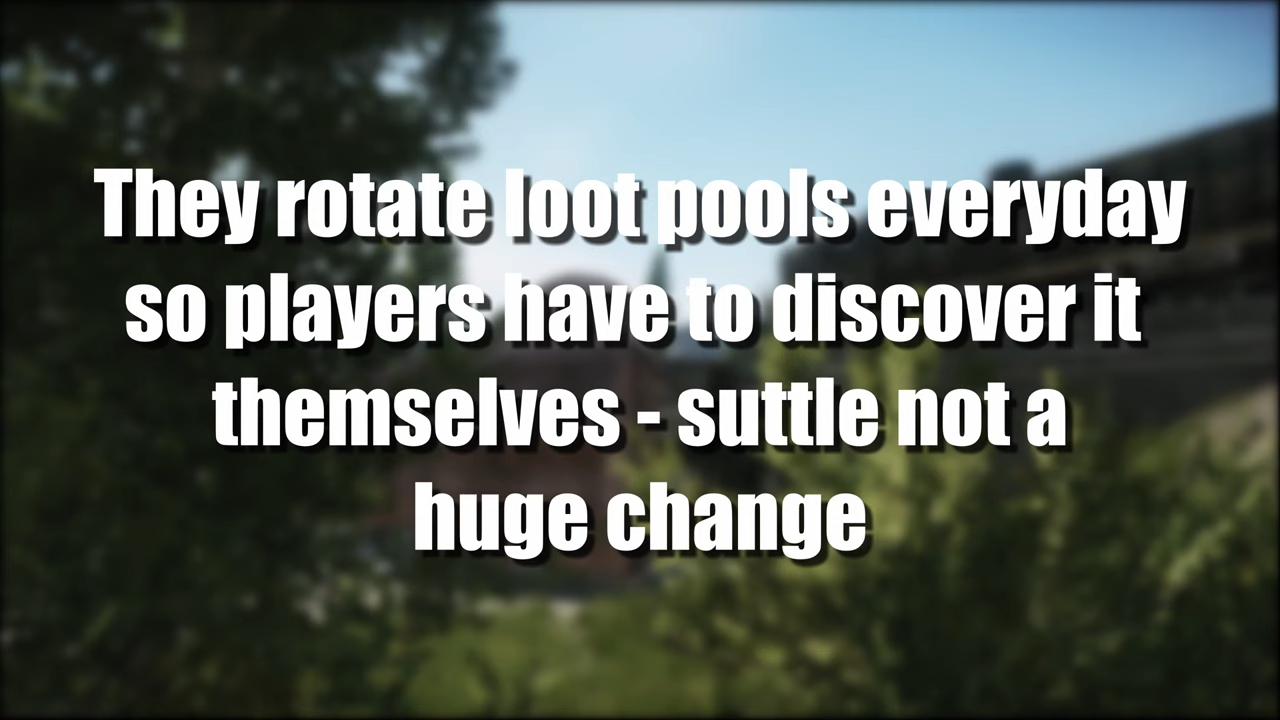 They rotate loot pools everyday
so players have to discover it
themselves - suttle not a
huge change